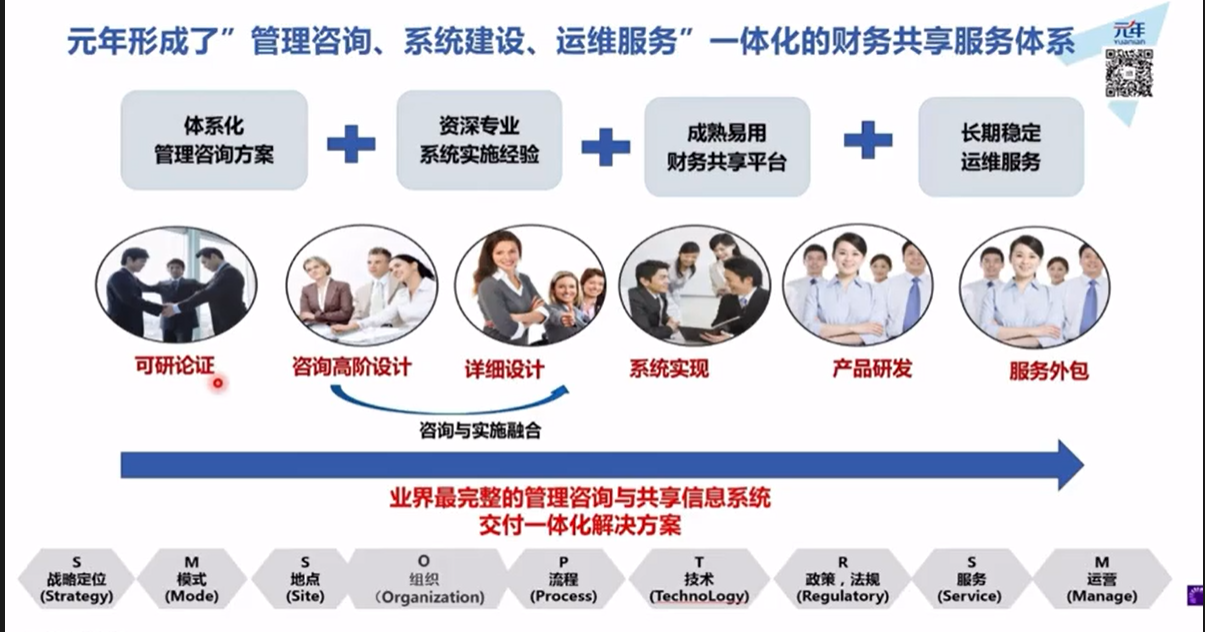 元年形成了”管理咨询、系统建设、运维服务”一体化的财务共享服务体系
元年
YUANIAN
体系化
管理咨询方案
资深专业
系统实施经验
成熟易用
财务共享平台
长期稳定
运维服务
可研论证
咨询高阶设计
详细设计
系统实现
产品研发
服务外包
咨询与实施融合
业界最完整的管理咨询与共享信息系统
交付一体化解决方案
S
战略定位
(Strategy)
M
模式
(Mode)
S
地点
(Site)
O
组织
（Organization)
P
流程
(Process)
T
技术
(TechnoLogy)
R
政策，法规
(Regulatory)
S
服务
(Service)
M
运营
(Manage)